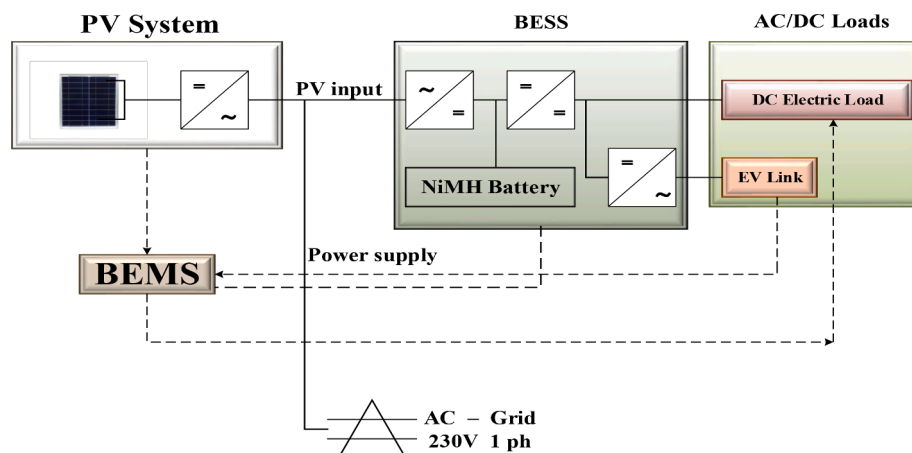 PV System
BESS
AC/DC Loads
=
~
PV input
~
=
=
=
DC Electric Load
=
~
NiMH Battery
EV Link
Power supply
BEMS
AC – Grid
230V 1 ph